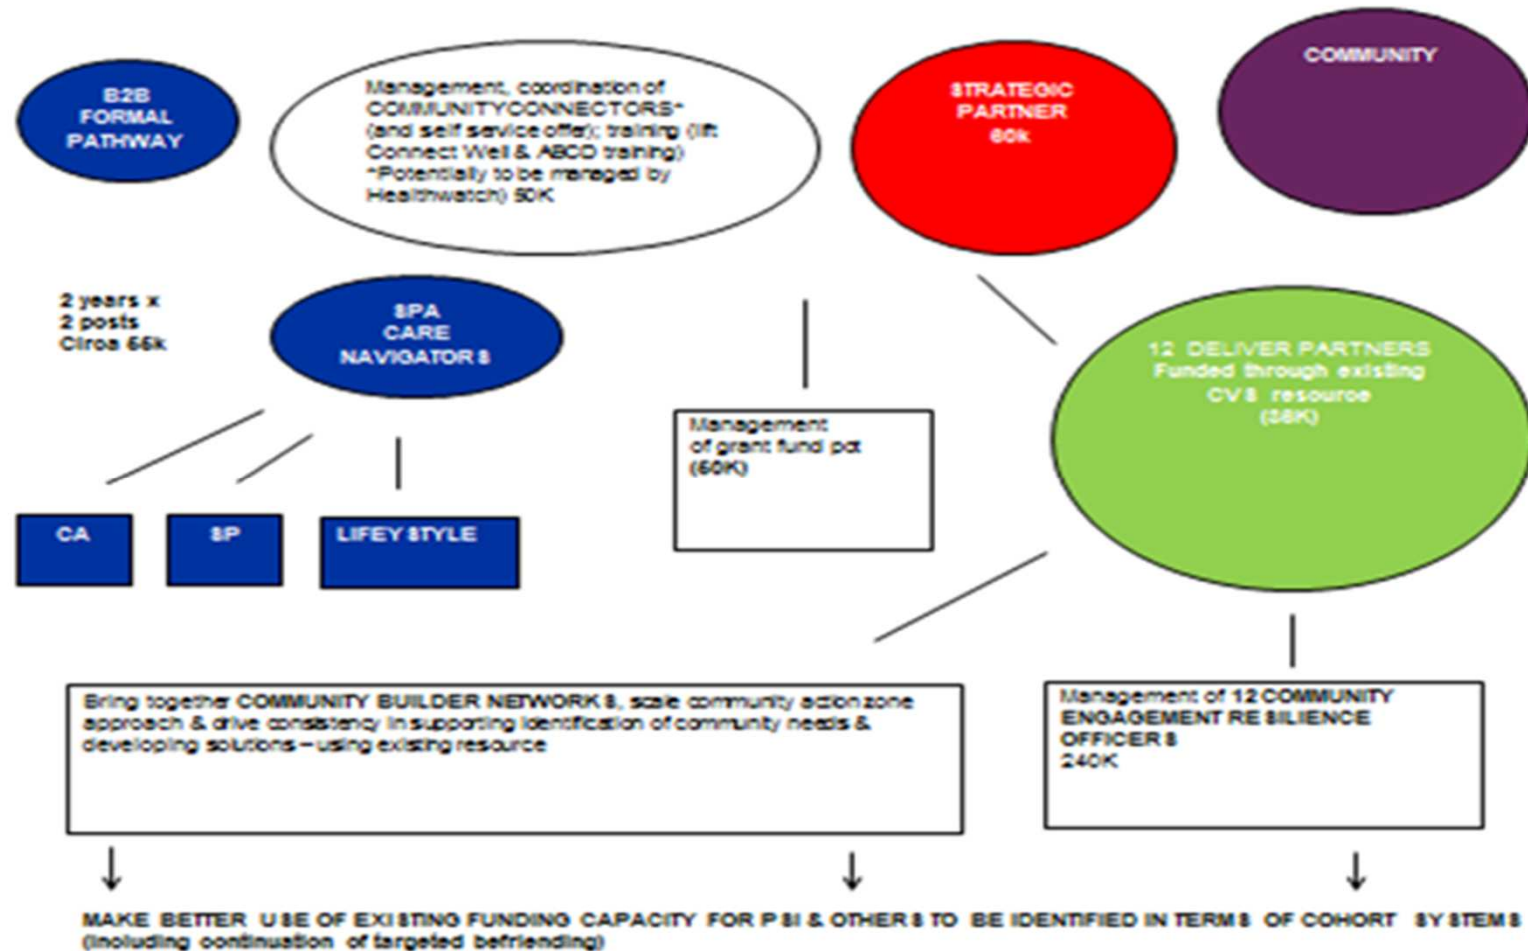 B2B
FORMAL
PATHWAY
Management, coordination of
COMMUNITYCONNECTORS*
(and self service offer); training (lift
Connect Well & ABCD training)
*Potentially to be managed by
Healthwatch) 50K
STRATEGIC
PARTNER
60k
COMMUNITY
2 years x
2 posts
Circa 55k
SPA
CARE
NAVIGATORS
12 DELIVER PARTNERS
Funded through existing
CVS resource
Management
of grant fund pot
(50K)
CA
SP
LIFEYSTYLE
Bring together COMMUNITY BUILDER NETWORKS, scale community action zone
approach & drive consistency in supporting identification of community needs &
developing solutions – using existing resource
Management of 12 COMMUNITY
ENGAGEMENT RESILIENCE
OFFICERS
240K
MAKE BETTER USE OF EXISTING FUNDING CAPACITY FOR PSI & OTHERS TO BE IDENTIFIED IN TERMS OF COHORT SYSTEMS
(including continuation of targeted befriending)